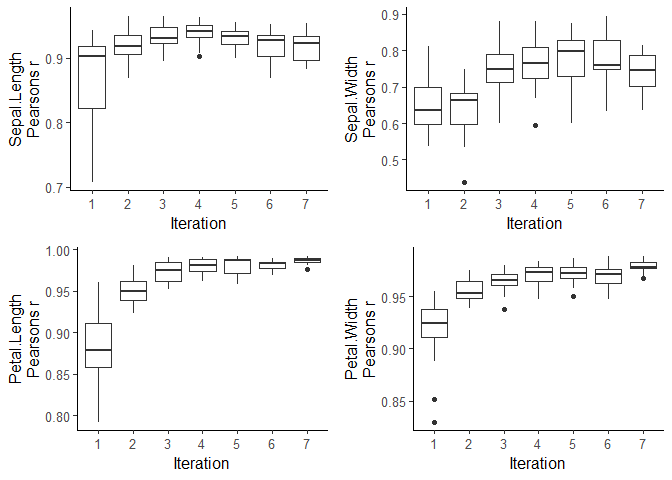 Sepal.Length
Pearsons r
0.9
0.8
0.7
1 2 3 4 5 6 7
Iteration
Sepal.Width
Pearsons r
0.9
0.8
0.7
0.6
0.5
1 2 3 4 5 6 7
Iteration
Petal.Length
Pearsons r
1.00
0.95
0.90
0.85
0.80
1 2 3 4 5 6 7
Iteration
Petal.Width
Pearsons r
0.95
0.90
0.85
1 2 3 4 5 6 7
Iteration